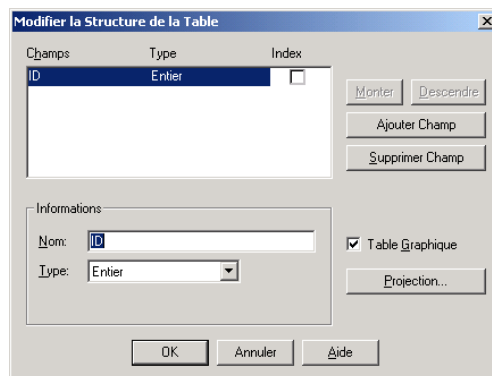 Modifier la Structure de la Table
Champs Type Index
ID Entier
Monter Descendre
Ajouter Champ
Supprimer Champ
Informations
Nom: ID
Table Graphique
Type: Entier
Projection...
OK Annuler Aide